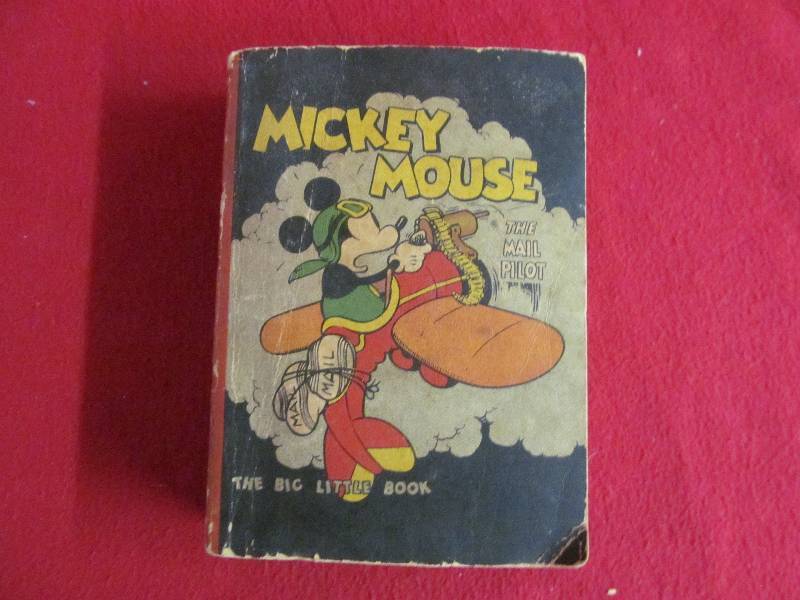 MICKEY
MOUSE
THE
MAIL
PILOT
MAIL
MAIL
THE BIG LITTLE BOOK